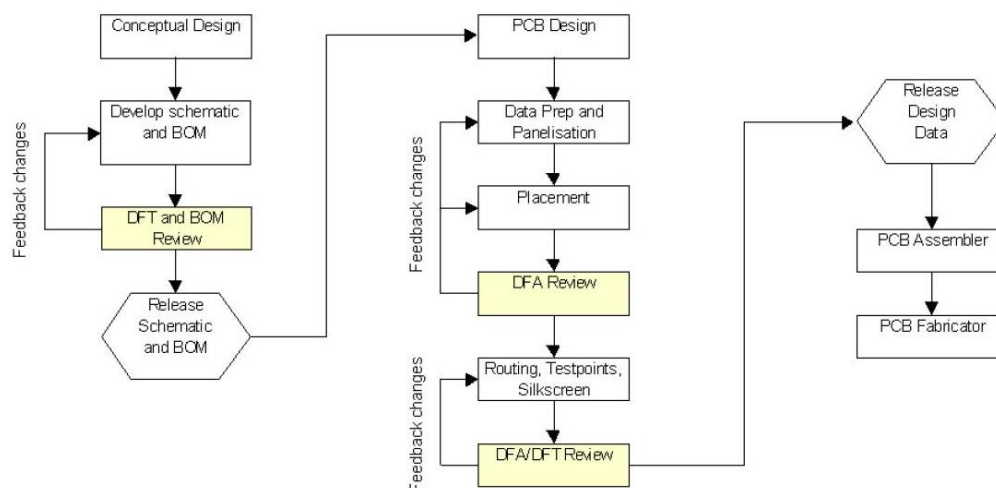 Conceptual Design
Develop schematic
and BOM
Feedback changes
DFT and BOM
Review
Release
Schematic
and BOM
PCB Design
Data Prep and
Panelisation
Feedback changes
Placement
DFA Review
Routing, Testpoints,
Silkscreen
Feedback changes
DFA/DFT Review
Release
Design
Data
PCB Assembler
PCB Fabricator